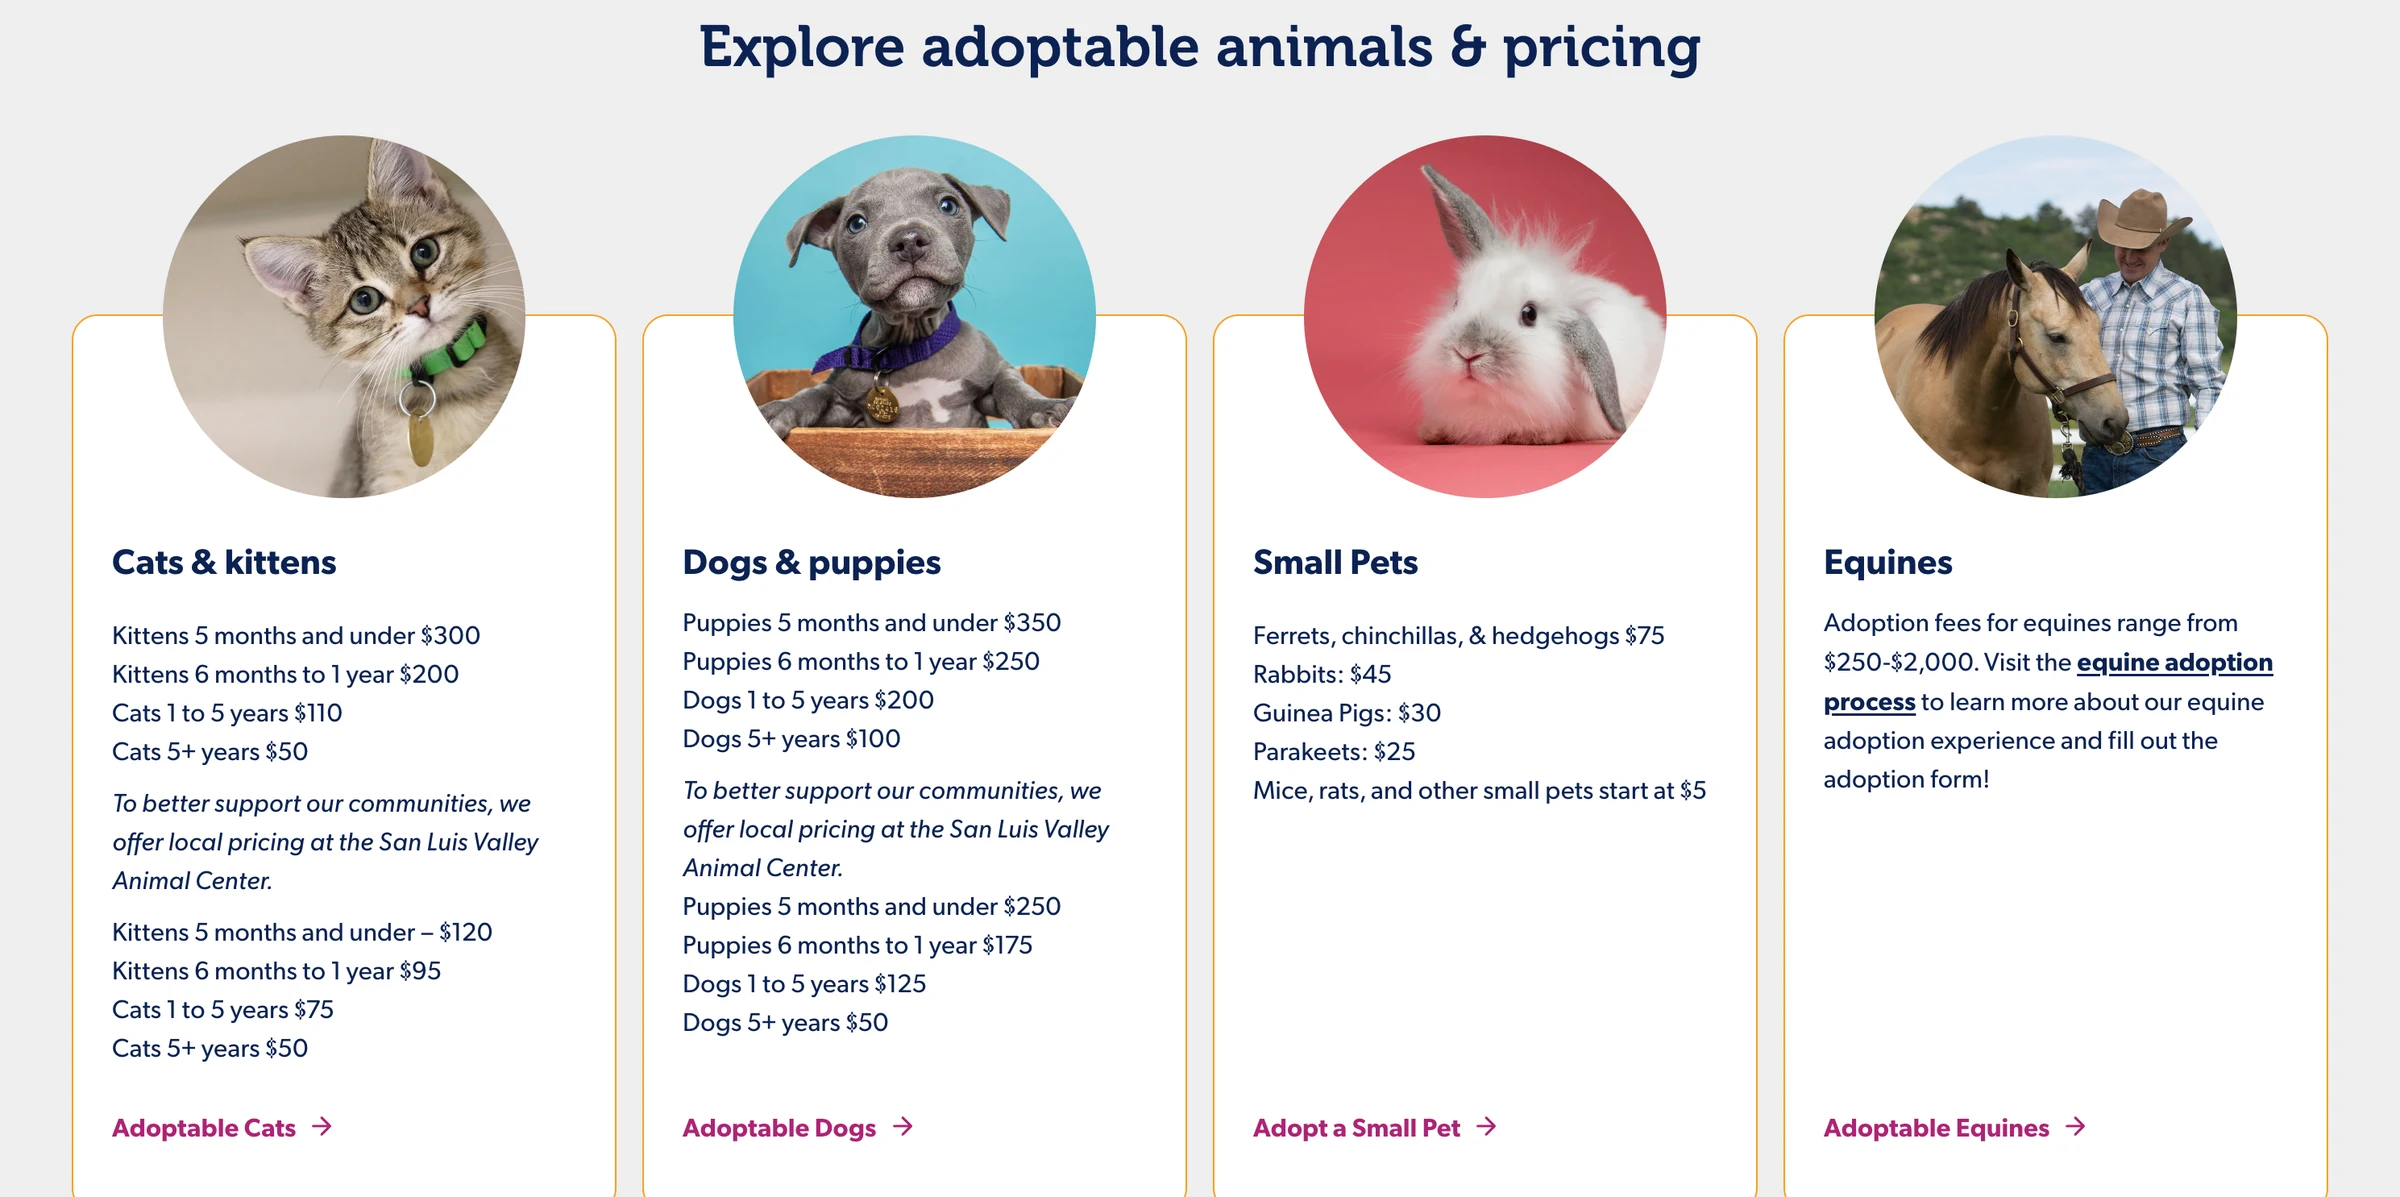 Explore adoptable animals & pricing
Cats & kittens
Kittens 5 months and under $300
Kittens 6 months to 1 year $200
Cats 1 to 5 years $110
Cats 5+ years $50
To better support our communities, we
offer local pricing at the San Luis Valley
Animal Center.
Kittens 5 months and under – $120
Kittens 6 months to 1 year $95
Cats 1 to 5 years $75
Cats 5+ years $50
Adoptable Cats →
Dogs & puppies
Puppies 5 months and under $350
Puppies 6 months to 1 year $250
Dogs 1 to 5 years $200
Dogs 5+ years $100
To better support our communities, we
offer local pricing at the San Luis Valley
Animal Center.
Puppies 5 months and under $250
Puppies 6 months to 1 year $175
Dogs 1 to 5 years $125
Dogs 5+ years $50
Adoptable Dogs →
Small Pets
Ferrets, chinchillas, & hedgehogs $75
Rabbits: $45
Guinea Pigs: $30
Parakeets: $25
Mice, rats, and other small pets start at $5
Adopt a Small Pet →
Equines
Adoption fees for equines range from
$250-$2,000. Visit the equine adoption
process to learn more about our equine
adoption experience and fill out the
adoption form!
Adoptable Equines →